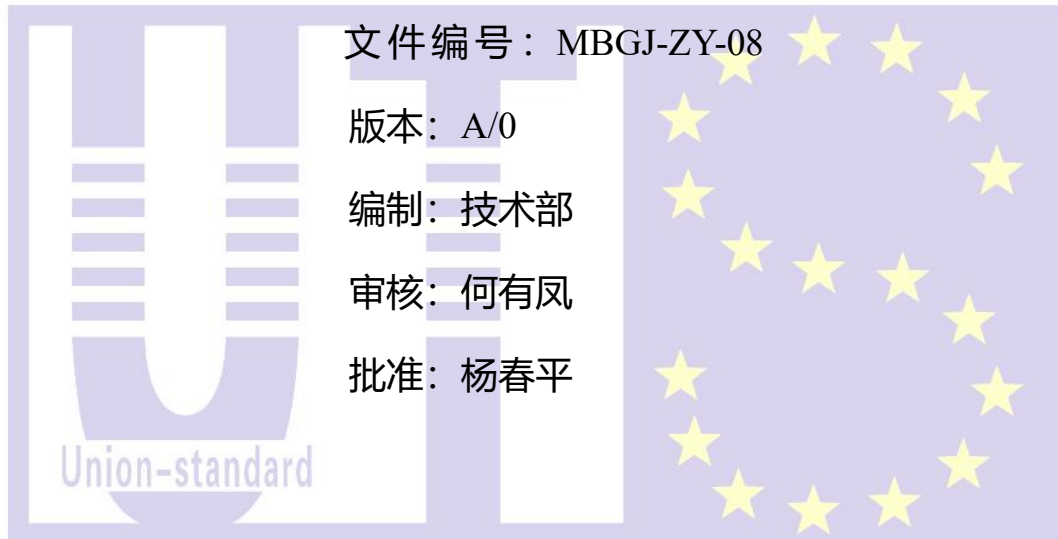 文件编号：MBGJ-ZY-08
版本：A/0
编制：技术部
审核：何有凤
批准：杨春平
Union-standard